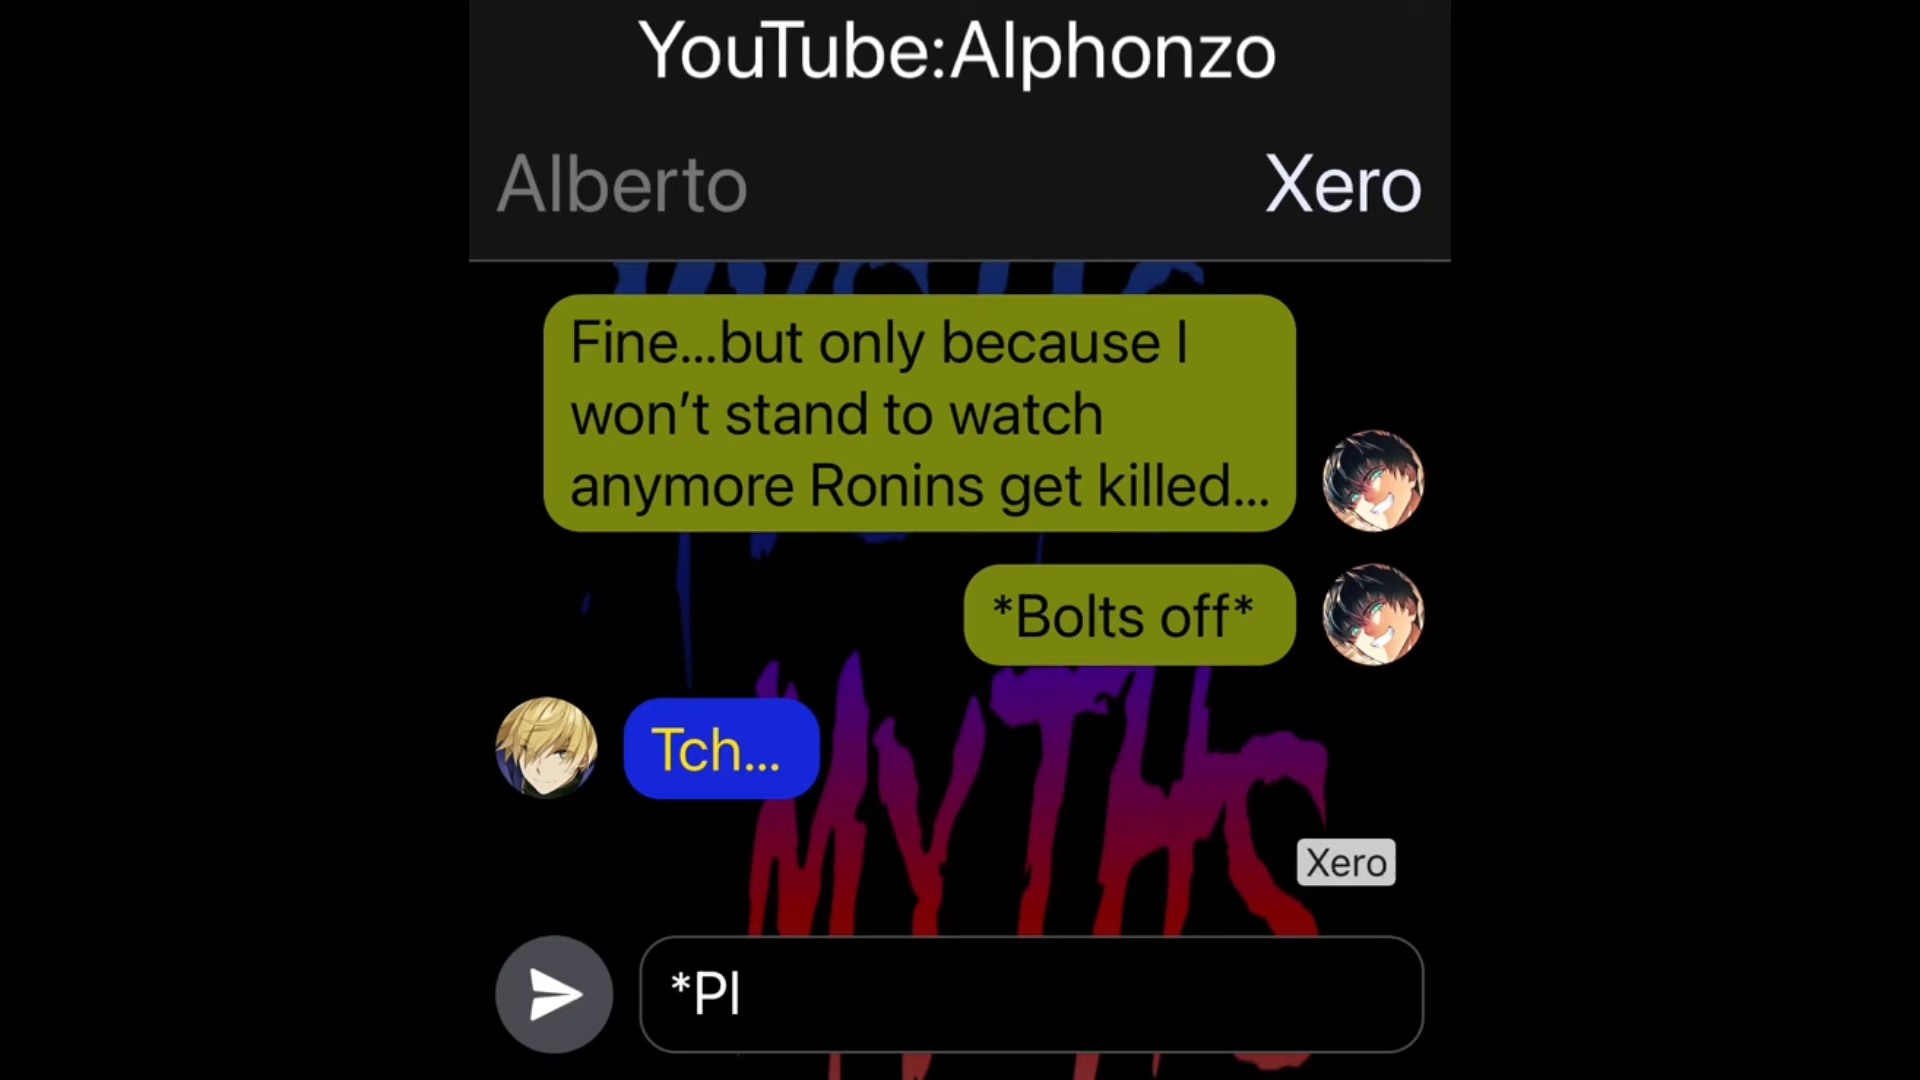 YouTube:Alphonzo
Alberto
Xero
Fine...but only because I
won't stand to watch
anymore Ronins get killed...
*Bolts off*
Tch...
MYTHS
Xero
*Pl